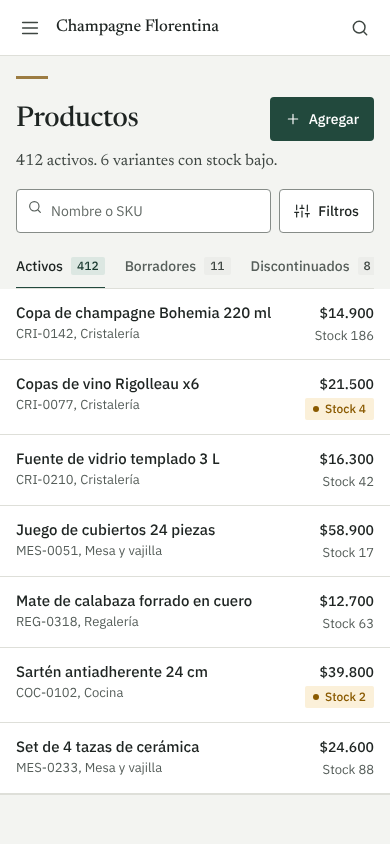 Champagne Florentina
Productos
Agregar
412 activos. 6 variantes con stock bajo.
Nombre o SKU
Filtros
Activos 412 Borradores 11 Discontinuados 8
Copa de champagne Bohemia 220 ml $14.900
CRI-0142, Cristalería Stock 186
Copas de vino Rigolleau x6 $21.500
CRI-0077, Cristalería Stock 4
Fuente de vidrio templado 3 L $16.300
CRI-0210, Cristalería Stock 42
Juego de cubiertos 24 piezas $58.900
MES-0051, Mesa y vajilla Stock 17
Mate de calabaza forrado en cuero $12.700
REG-0318, Regalería Stock 63
Sartén antiadherente 24 cm $39.800
COC-0102, Cocina Stock 2
Set de 4 tazas de cerámica $24.600
MES-0233, Mesa y vajilla Stock 88